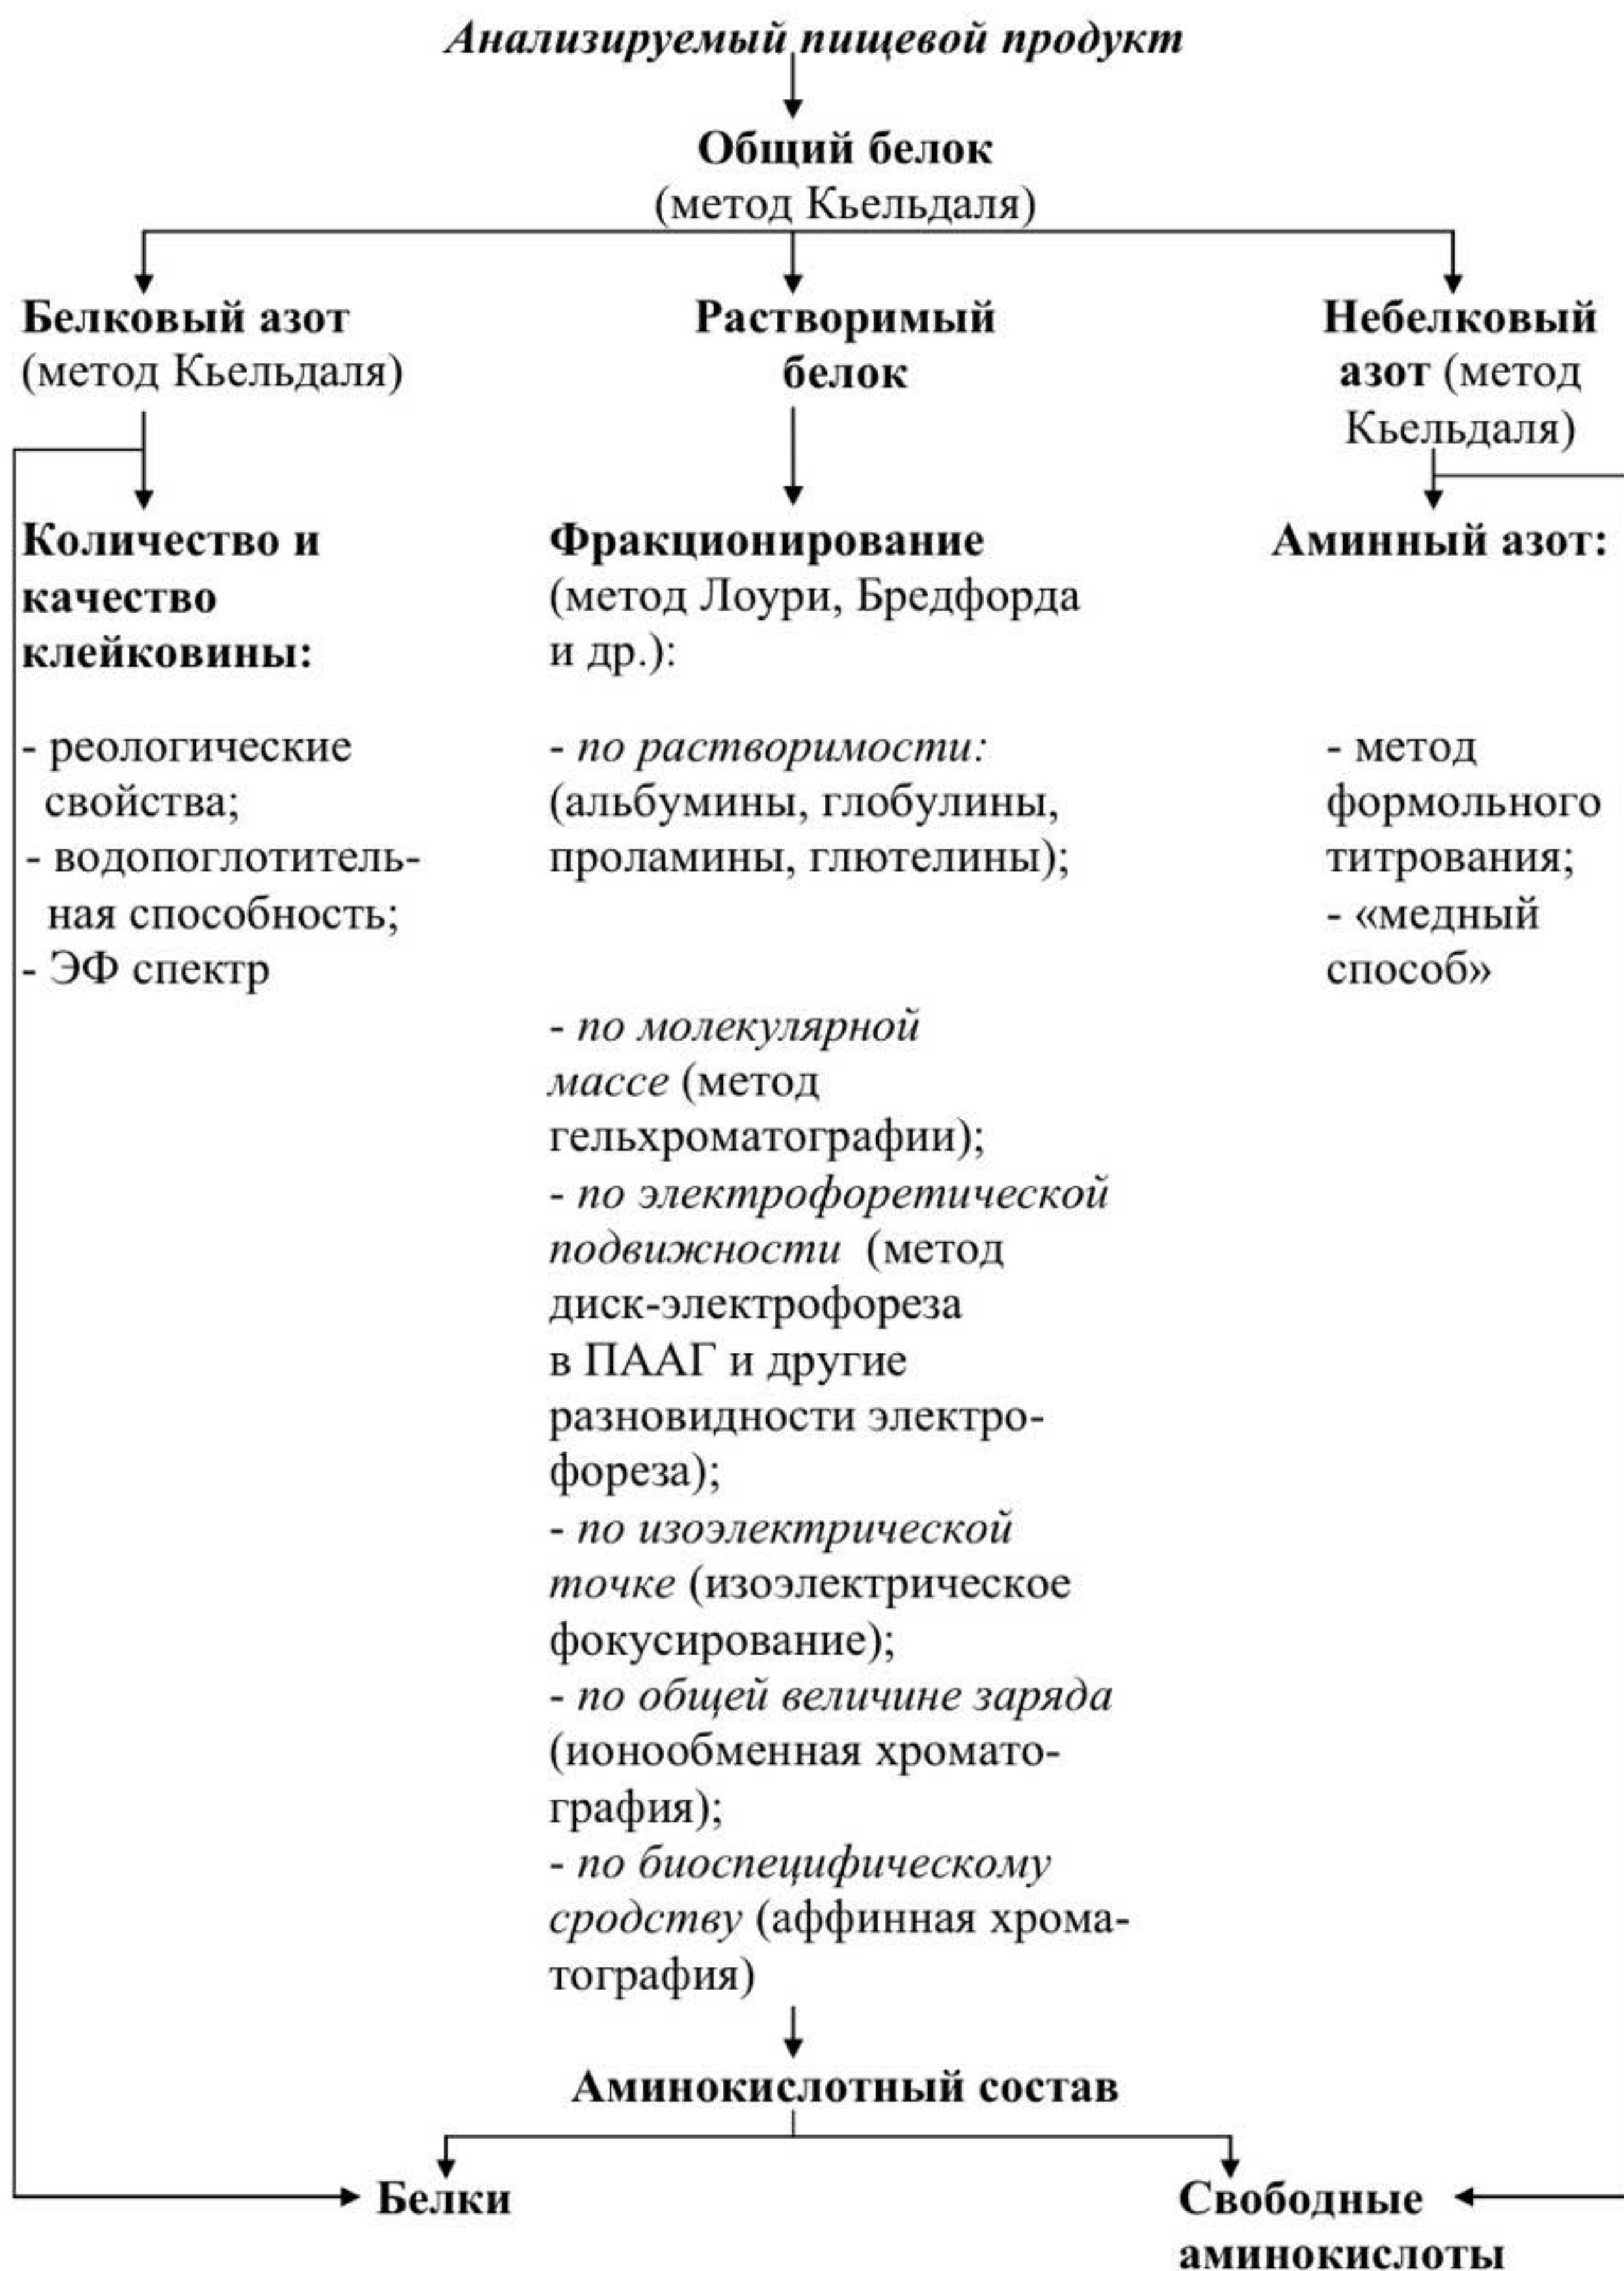 Анализируемый пищевой продукт
Общий белок
(метод Кьельдаля)
Белковый азот
(метод Кьельдаля)
Растворимый
белок
Небелковый
азот (метод
Кьельдаля)
Количество и
качество
клейковины:
- реологические
свойства;
- водопоглотитель-
ная способность;
- ЭФ спектр
Фракционирование
(метод Лоури, Бредфорда
и др.):
- по растворимости:
(альбумины, глобулины,
проламины, глютелины);
- по молекулярной
массе (метод
гельхроматографии);
- по электрофоретической
подвижности (метод
диск-электрофореза
в ПААГ и другие
разновидности электро-
фореза);
- по изоэлектрической
точке (изоэлектрическое
фокусирование);
- по общей величине заряда
(ионообменная хромато-
графия);
- по биоспецифическому
сродству (аффинная хрома-
тография)
Аминный азот:
- метод
формольного
титрования;
- «медный
способ»
Аминокислотный состав
Белки
Свободные
аминокислоты